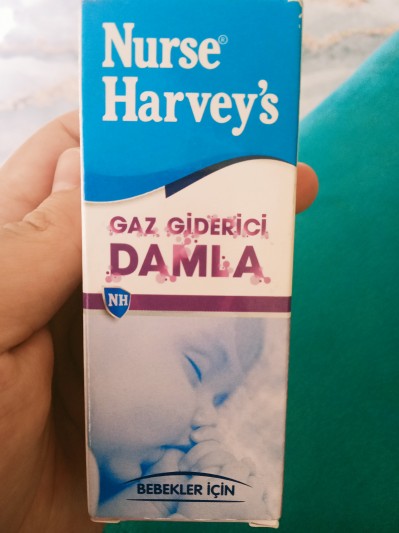 Nurse®
Harvey's
GAZ GİDERİCİ
DAMLA
NH
BEBEKLER İÇİN